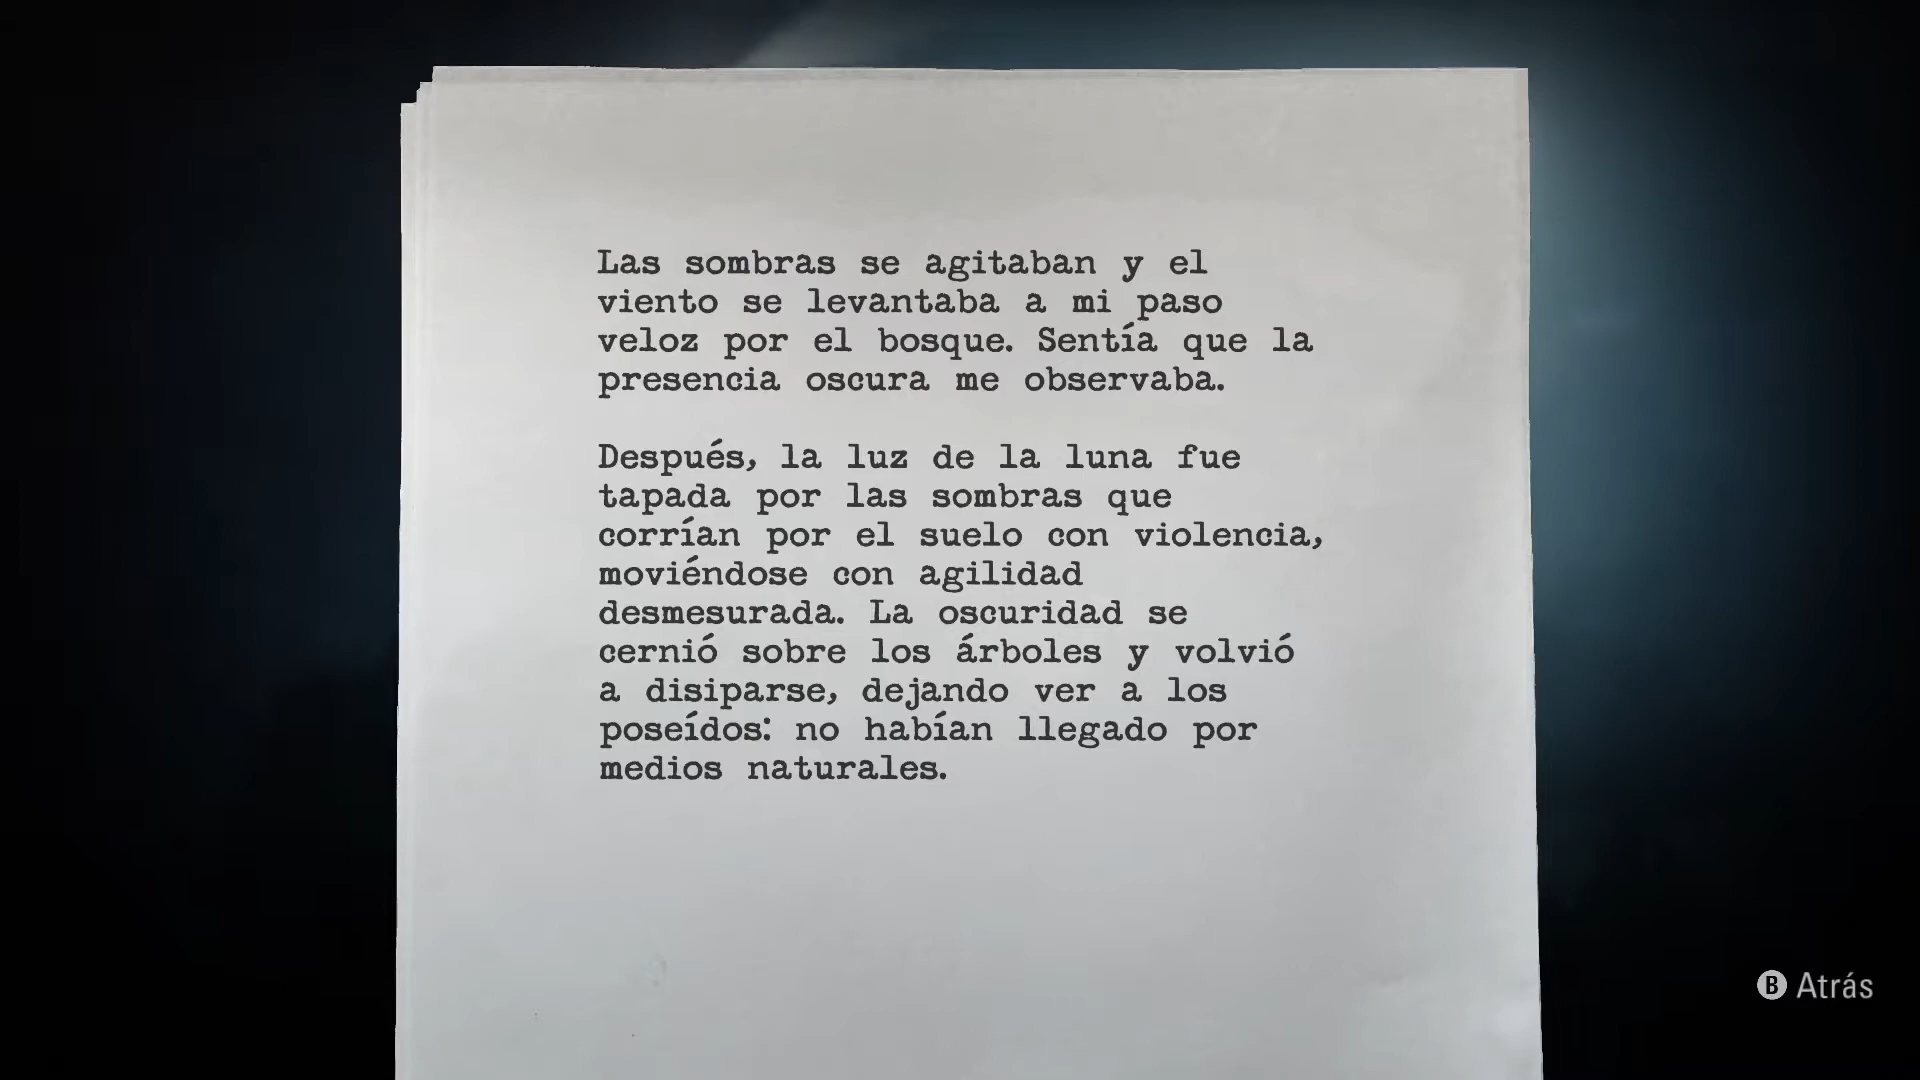 Las sombras se agitaban y el
viento se levantaba a mi paso
veloz por el bosque. Sentía que la
presencia oscura me observaba.
Después, la luz de la luna fue
tapada por las sombras que
corrían por el suelo con violencia,
moviéndose con agilidad
desmesurada. La oscuridad se
cernió sobre los árboles y volvió
a disiparse, dejando ver a los
poseídos: no habían llegado por
medios naturales.
B Atrás